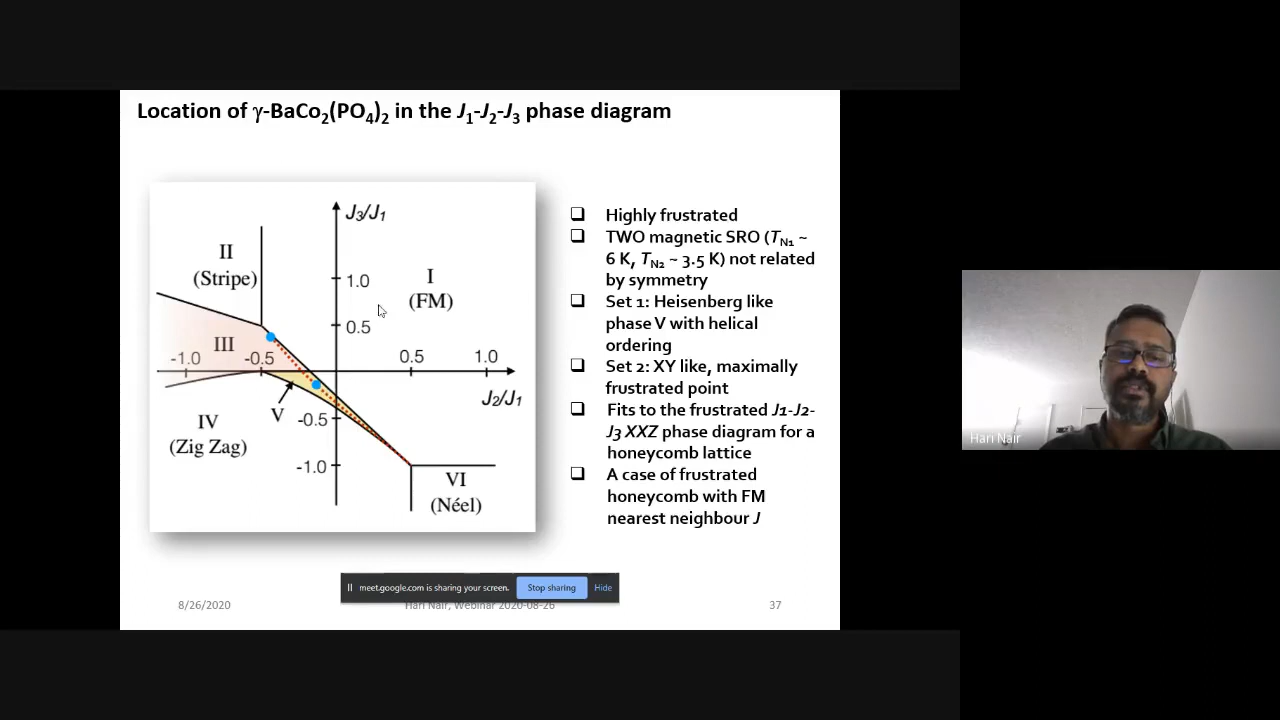 Location of γ-BaCo₂(PO₄)₂ in the J₁-J₂-J₃ phase diagram
J₃/J₁
II
(Stripe)
1.0
I
(FM)
0.5
III
-1.0
-0.5
0.5
1.0
J₂/J₁
V
-0.5
IV
(Zig Zag)
-1.0
VI
(Néel)
❑ Highly frustrated
❑ TWO magnetic SRO (T_N1 ~
6 K, T_N2 ~ 3.5 K) not related
by symmetry
❑ Set 1: Heisenberg like
phase V with helical
ordering
❑ Set 2: XY like, maximally
frustrated point
❑ Fits to the frustrated J1-J2-
J3 XXZ phase diagram for a
honeycomb lattice
❑ A case of frustrated
honeycomb with FM
nearest neighbour J
meet.google.com is sharing your screen.
Stop sharing
Hide
8/26/2020
Hari Nair, Webinar 2020-08-26
37
Hari Nair